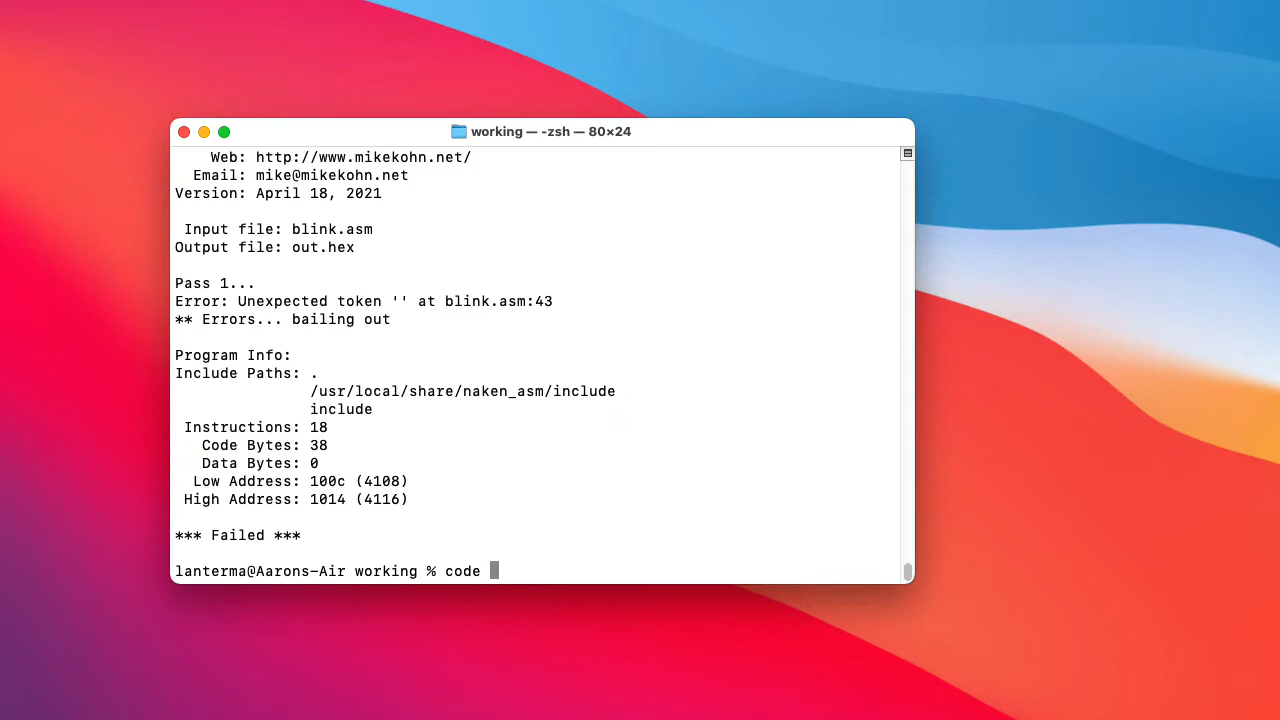 working — -zsh — 80×24
Web: http://www.mikekohn.net/
Email: mike@mikekohn.net
Version: April 18, 2021
Input file: blink.asm
Output file: out.hex
Pass 1...
Error: Unexpected token '' at blink.asm:43
** Errors... bailing out
Program Info:
Include Paths: .
/usr/local/share/naken_asm/include
include
Instructions: 18
Code Bytes: 38
Data Bytes: 0
Low Address: 100c (4108)
High Address: 1014 (4116)
*** Failed ***
lanterma@Aarons-Air working % code